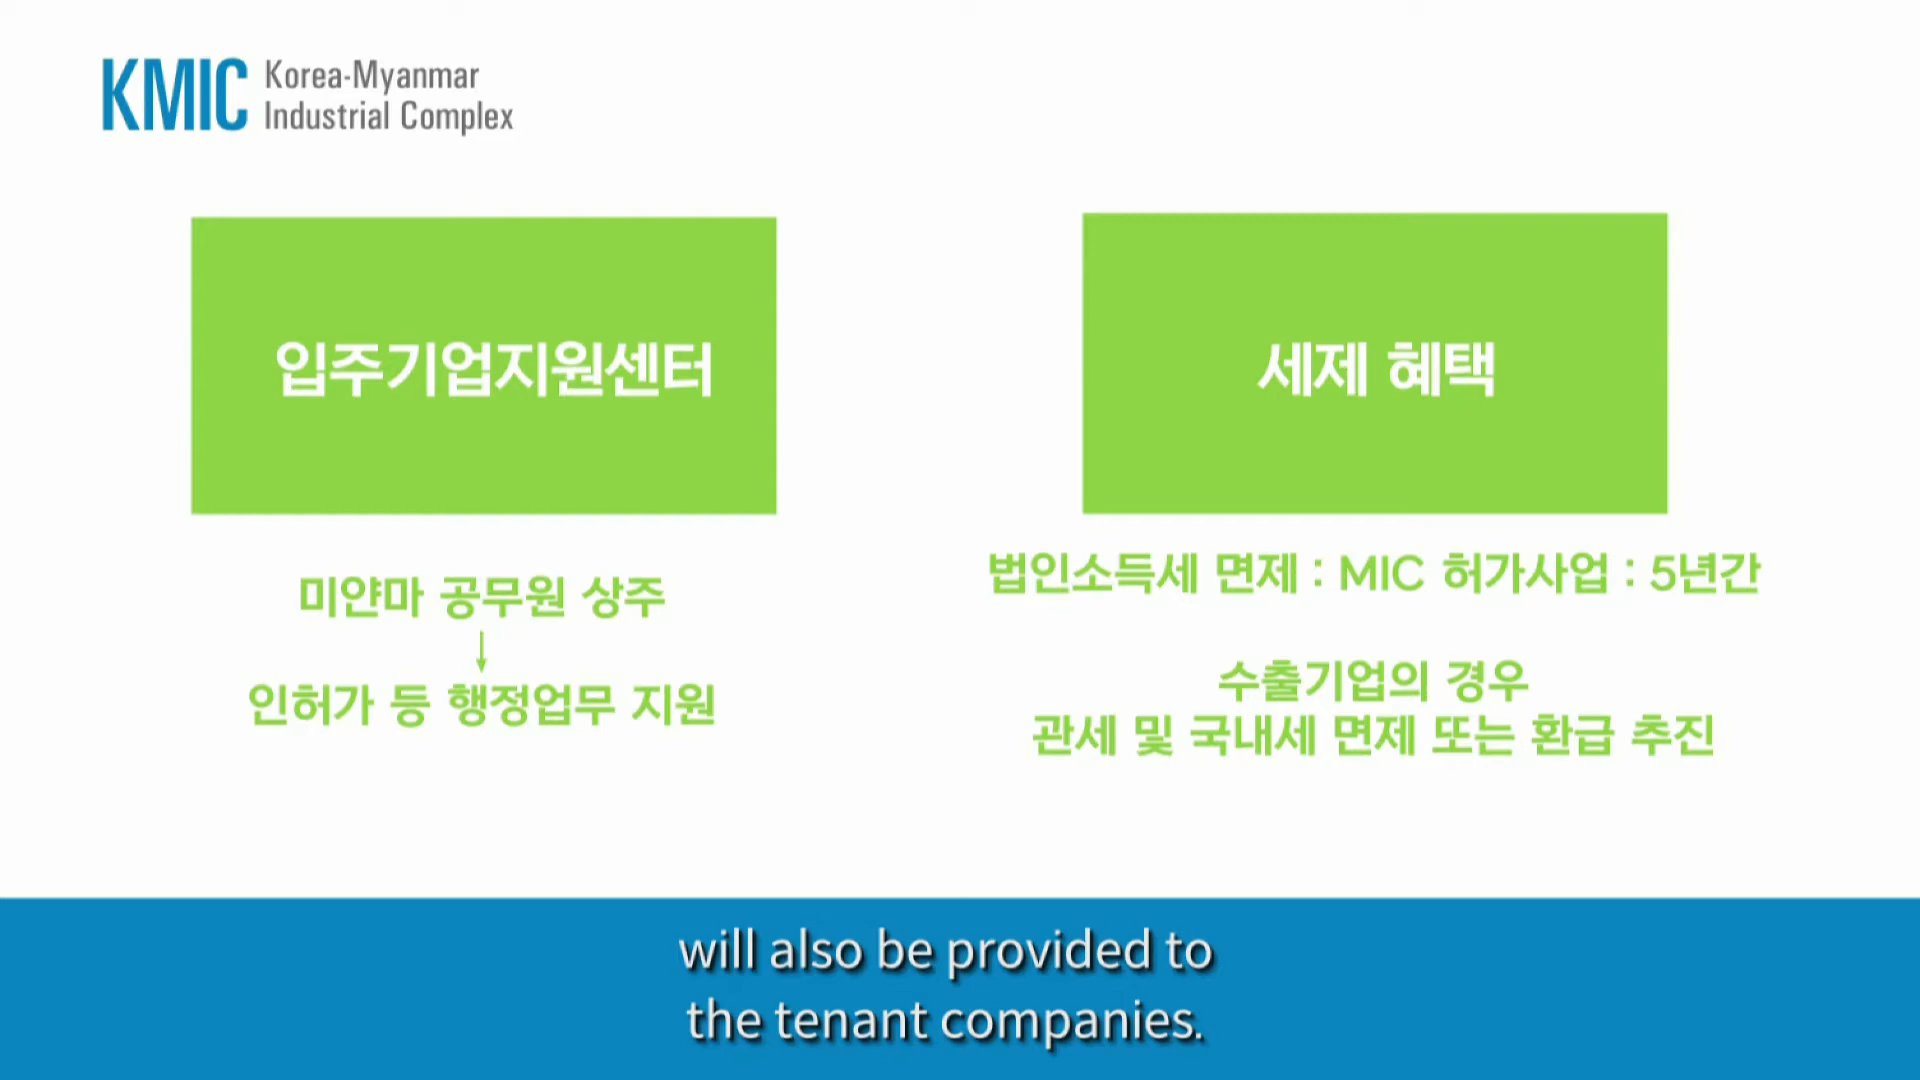 KMIC Korea-Myanmar
Industrial Complex
입주기업지원센터
미얀마 공무원 상주
↓
인허가 등 행정업무 지원
세제 혜택
법인소득세 면제 : MIC 허가사업 : 5년간
수출기업의 경우
관세 및 국내세 면제 또는 환급 추진
will also be provided to
the tenant companies.